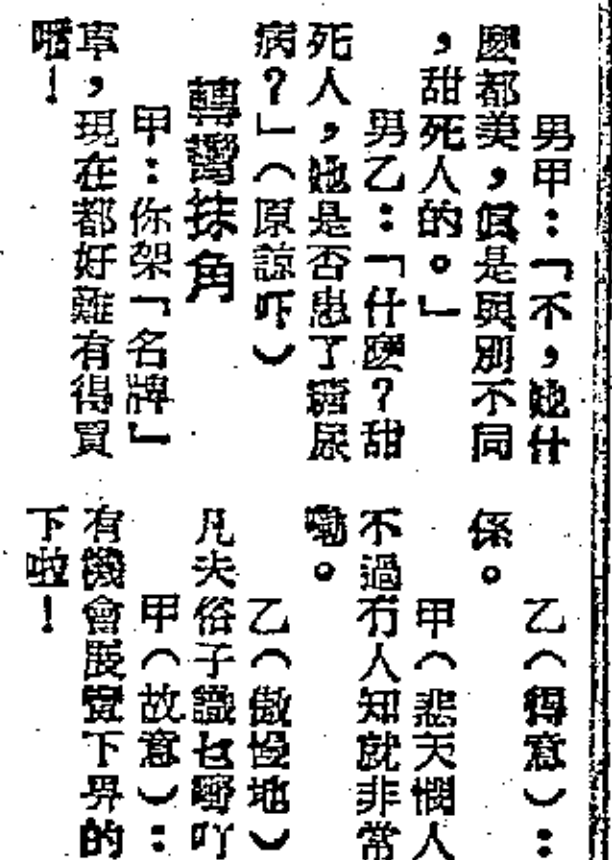 男甲：「不，她什
麼都美，眞是與別不同
，甜死人的。」
男乙：「什麼？甜
死人，她是否患了糖尿
病？」（原諒吓）
轉彎抹角
甲：你架「名牌」
車，現在都好難有得買
嚿！
乙（得意）：
係。
甲（悲天憫人
不過冇人知就非常
嘞。
乙（傲慢地）
凡夫俗子識乜嘢吖
甲（故意）：
有機會展覽下畀的
下啦！